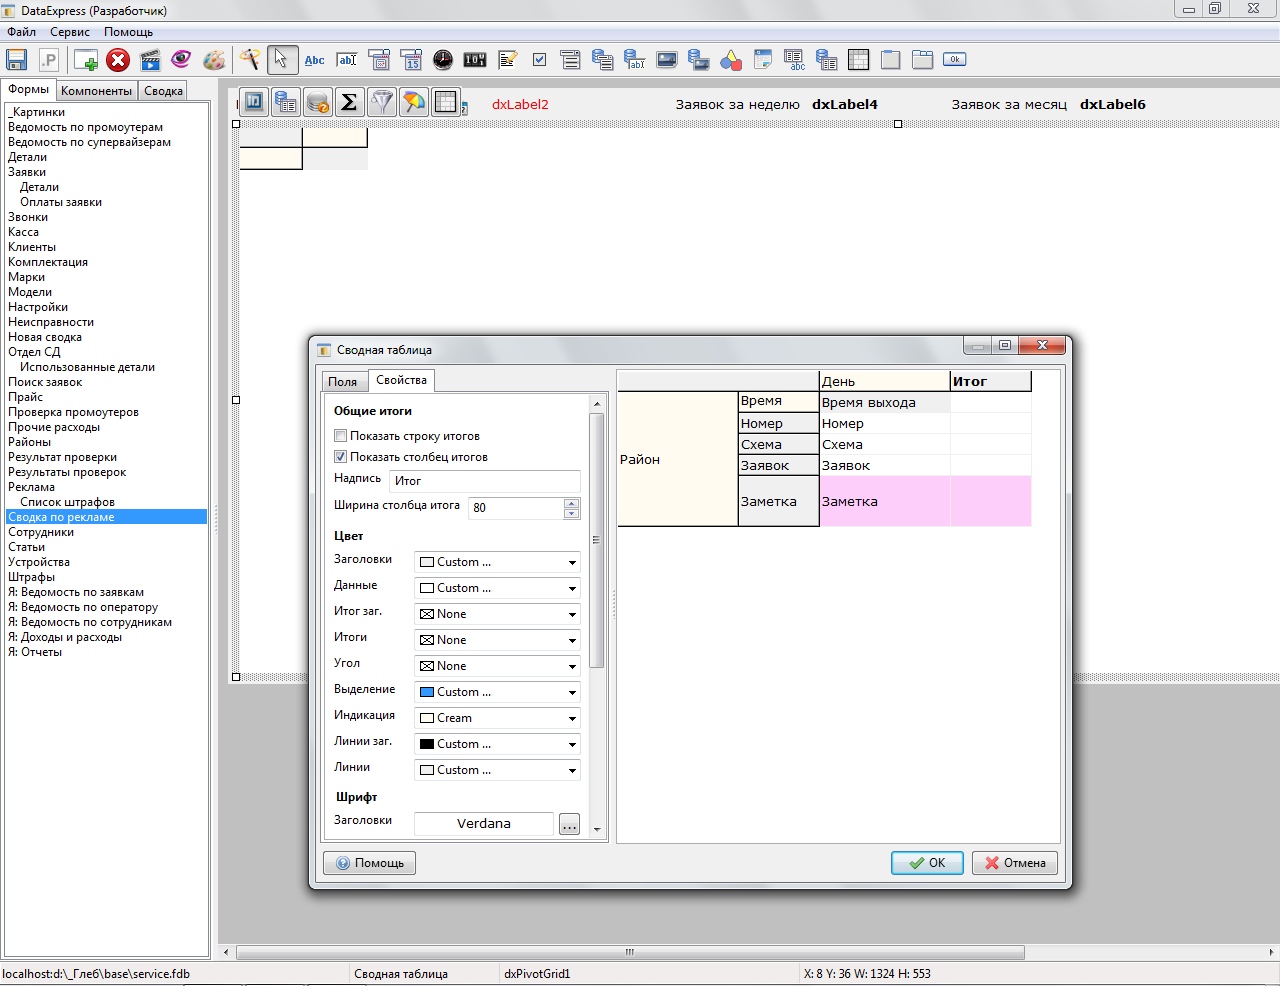 DataExpress (Разработчик)
Файл Сервис Помощь
.P Abc ab 15 abc Ok
Формы Компоненты Сводка
_Картинки
Ведомость по промоутерам
Ведомость по супервайзерам
Детали
Заявки
Детали
Оплаты заявки
Звонки
Касса
Клиенты
Комплектация
Марки
Модели
Настройки
Неисправности
Новая сводка
Отдел СД
Использованные детали
Поиск заявок
Прайс
Проверка промоутеров
Прочие расходы
Районы
Результат проверки
Результаты проверок
Реклама
Список штрафов
Сводка по рекламе
Сотрудники
Статьи
Устройства
Штрафы
Я: Ведомость по заявкам
Я: Ведомость по оператору
Я: Ведомость по сотрудникам
Я: Доходы и расходы
Я: Отчеты
dxLabel2 Заявок за неделю dxLabel4 Заявок за месяц dxLabel6
Сводная таблица
Поля Свойства
Общие итоги
Показать строку итогов
Показать столбец итогов
Надпись Итог
Ширина столбца итога 80
Цвет
Заголовки Custom ...
Данные Custom ...
Итог заг. None
Итоги None
Угол None
Выделение Custom ...
Индикация Cream
Линии заг. Custom ...
Линии Custom ...
Шрифт
Заголовки Verdana ...
День Итог
Район Время Время выхода
Номер Номер
Схема Схема
Заявок Заявок
Заметка Заметка
Помощь OK Отмена
localhost:d:\_Глеб\base\service.fdb Сводная таблица dxPivotGrid1 X: 8 Y: 36 W: 1324 H: 553